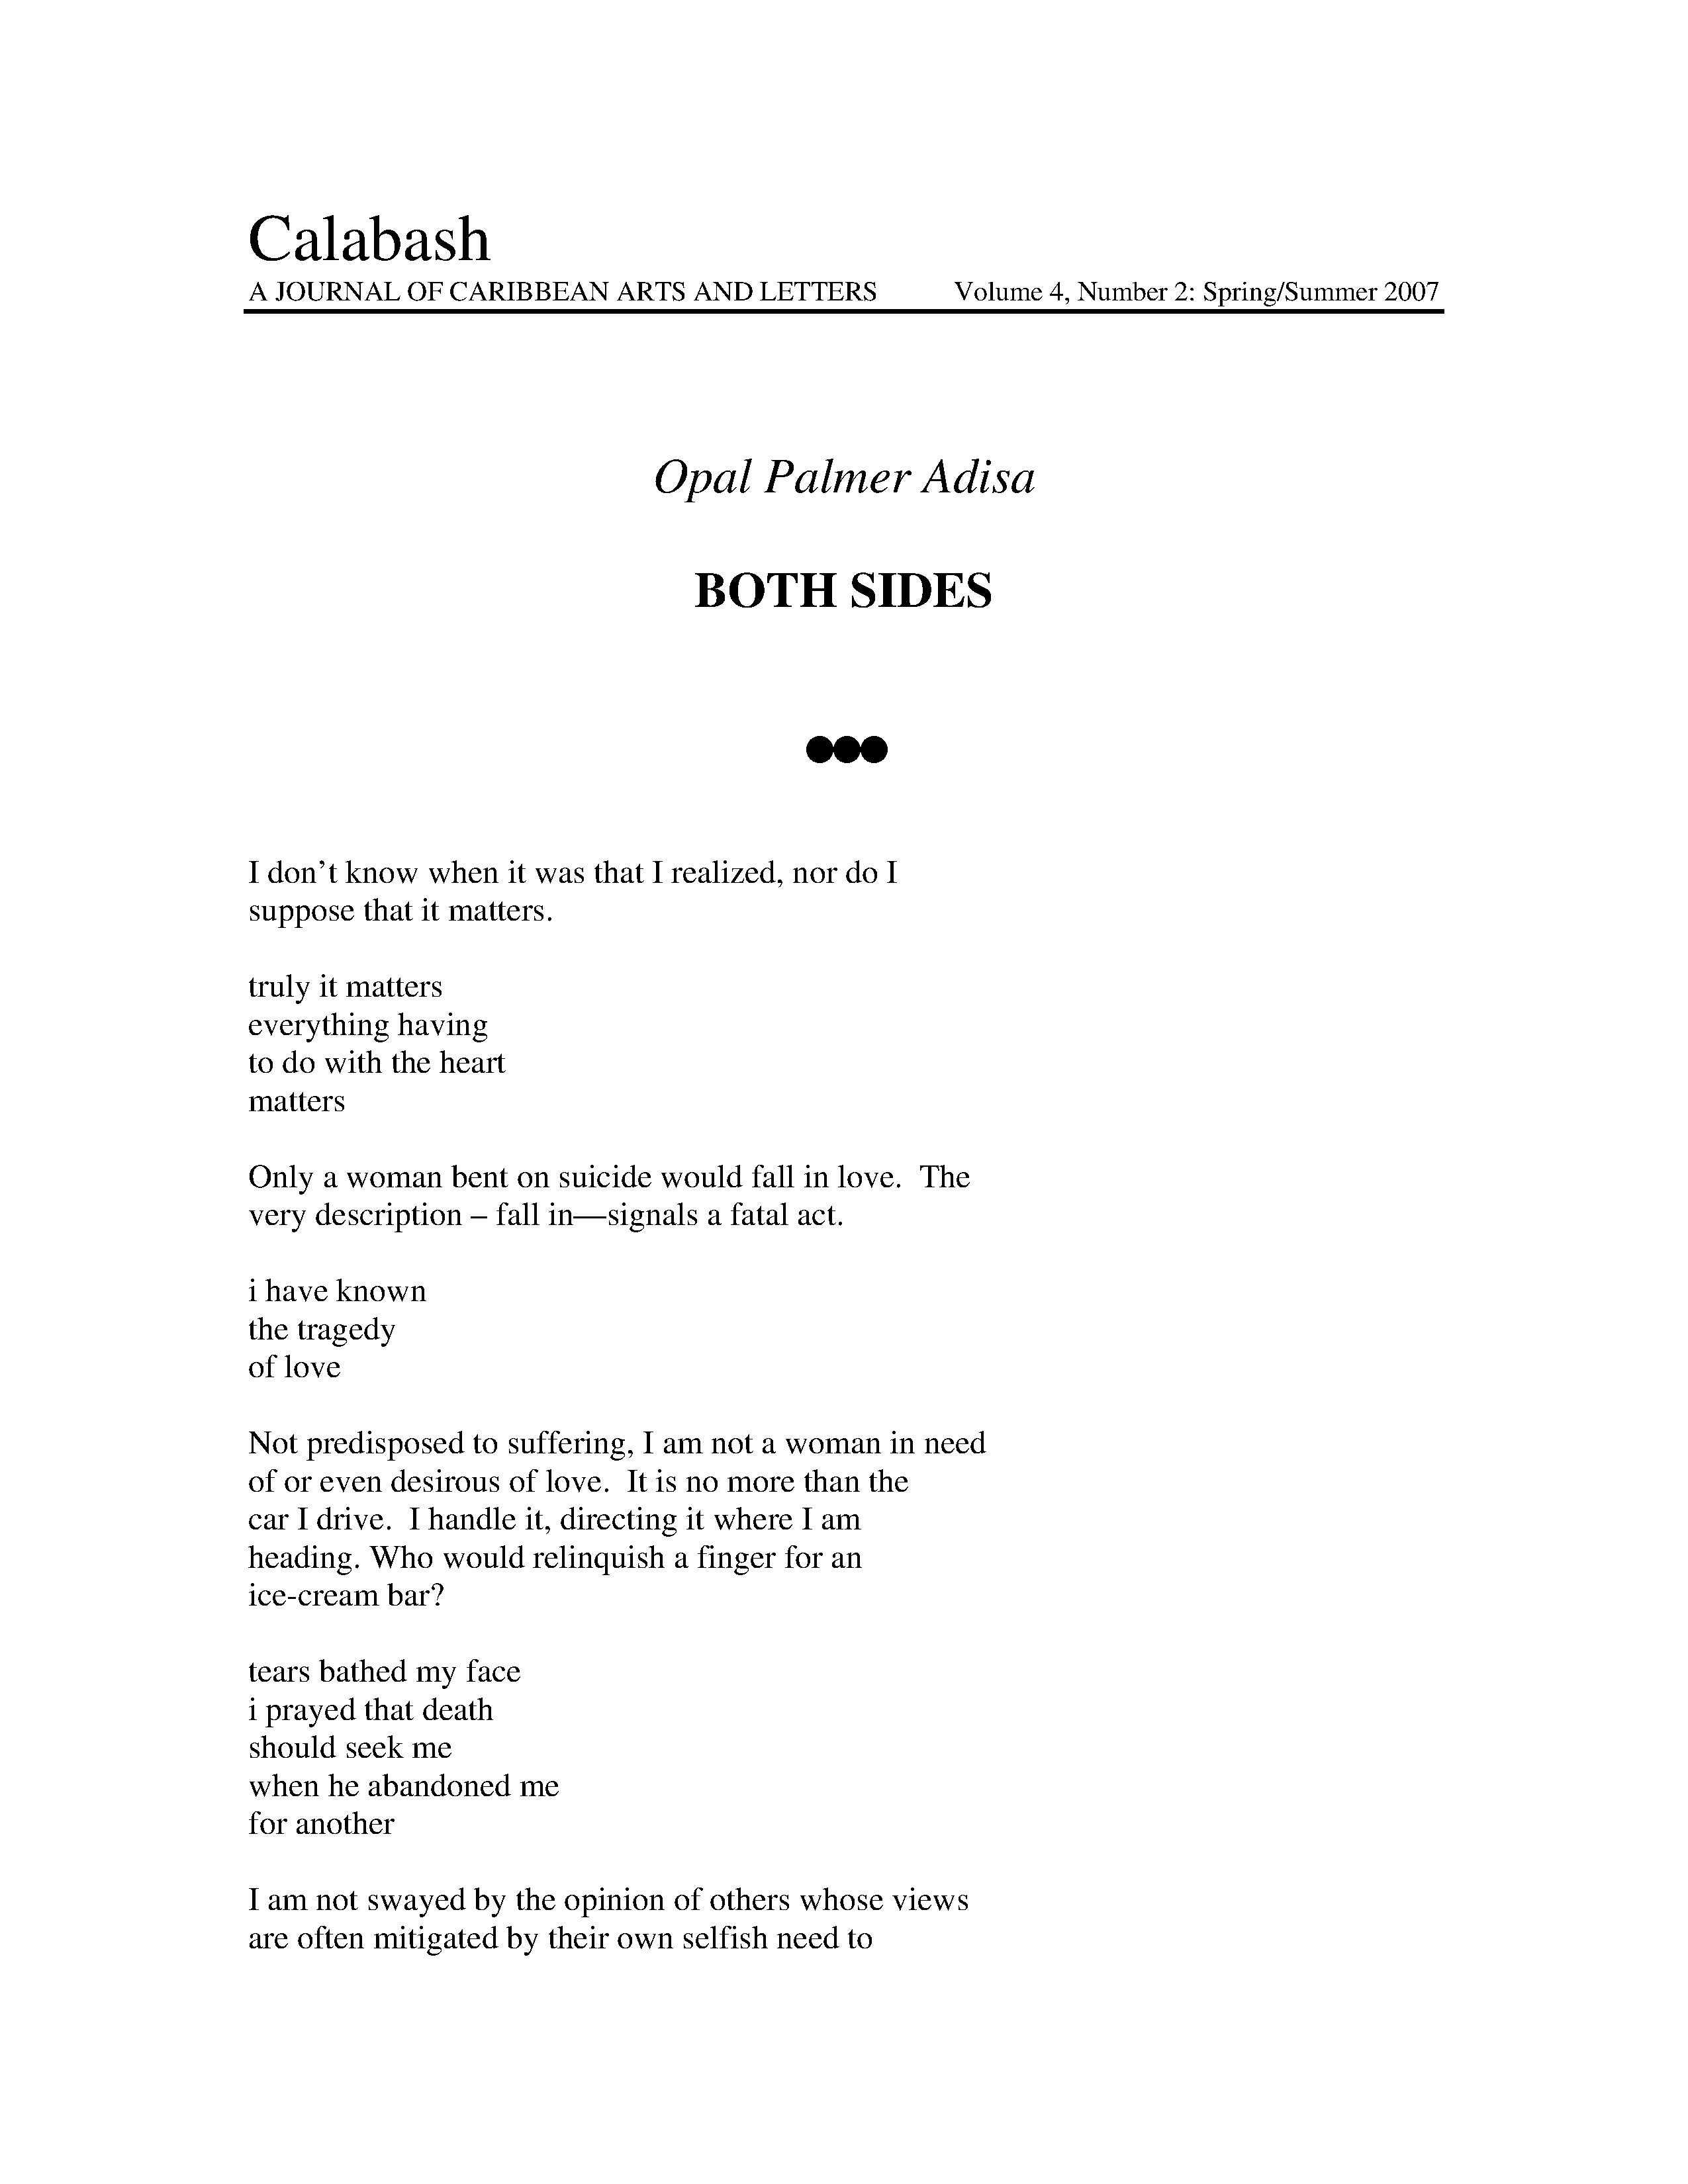 Calabash
A JOURNAL OF CARIBBEAN ARTS AND LETTERS Volume 4, Number 2: Spring/Summer 2007
Opal Palmer Adisa
BOTH SIDES
●●●
I don’t know when it was that I realized, nor do I
suppose that it matters.
truly it matters
everything having
to do with the heart
matters
Only a woman bent on suicide would fall in love.  The
very description – fall in—signals a fatal act.
i have known
the tragedy
of love
Not predisposed to suffering, I am not a woman in need
of or even desirous of love.  It is no more than the
car I drive.  I handle it, directing it where I am
heading. Who would relinquish a finger for an
ice-cream bar?
tears bathed my face
i prayed that death
should seek me
when he abandoned me
for another
I am not swayed by the opinion of others whose views
are often mitigated by their own selfish need to